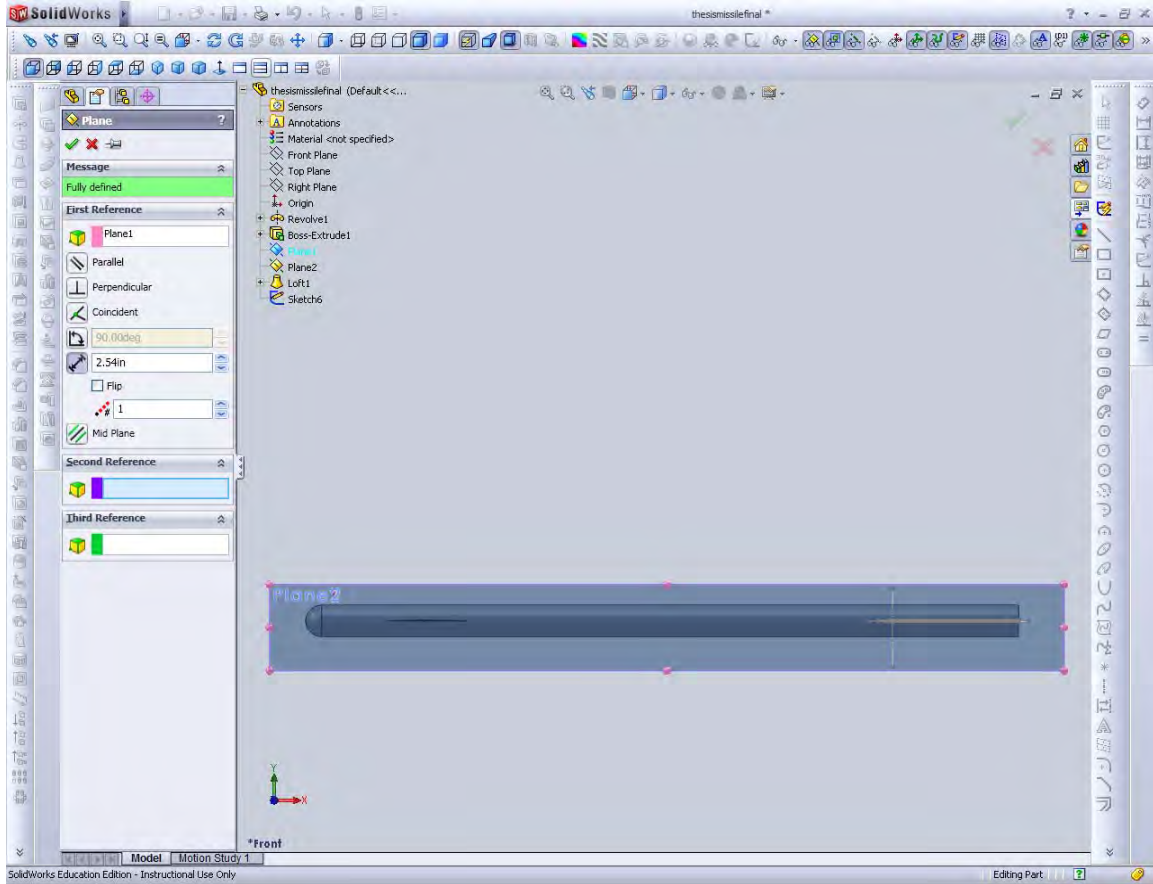 SolidWorks
thesismissilefinal *
Plane
?
Message
Fully defined
First Reference
Plane1
Parallel
Perpendicular
Coincident
90.00deg
2.54in
Flip
1
Mid Plane
Second Reference
Third Reference
thesismissilefinal (Default<<...
Sensors
Annotations
Material <not specified>
Front Plane
Top Plane
Right Plane
Origin
Revolve1
Boss-Extrude1
Plane1
Plane2
Loft1
Sketch6
Plane2
Y
X
*Front
Model
Motion Study 1
SolidWorks Education Edition - Instructional Use Only
Editing Part